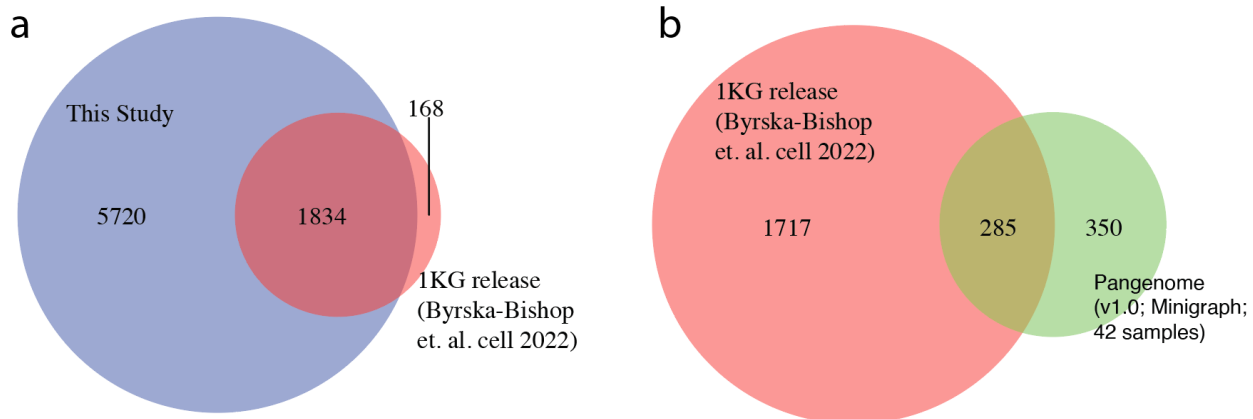 a
This Study
168
5720
1834
1KG release
(Byrska-Bishop
et. al. cell 2022)
b
1KG release
(Byrska-Bishop
et. al. cell 2022)
1717
285
350
Pangenome
(v1.0; Minigraph;
42 samples)